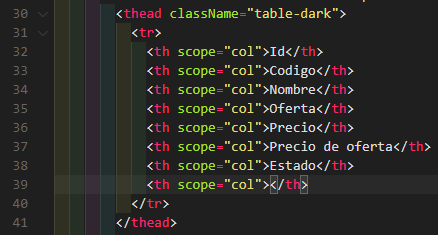 30 <thead className="table-dark">
31 <tr>
32 <th scope="col">Id</th>
33 <th scope="col">Codigo</th>
34 <th scope="col">Nombre</th>
35 <th scope="col">Oferta</th>
36 <th scope="col">Precio</th>
37 <th scope="col">Precio de oferta</th>
38 <th scope="col">Estado</th>
39 <th scope="col"></th>
40 </tr>
41 </thead>